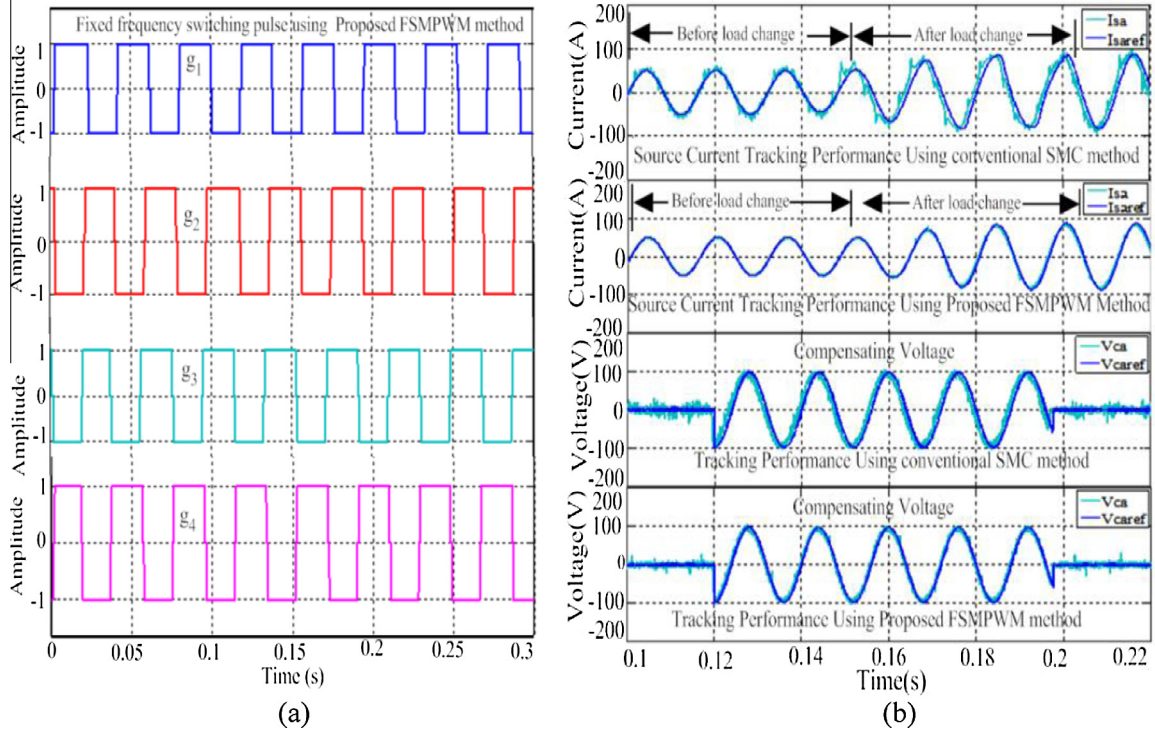 Fixed frequency switching pulse using Proposed FSMPWM method
Amplitude
1
0
-1
g1
Amplitude
1
0
-1
g2
Amplitude
1
0
-1
g3
Amplitude
1
0
-1
g4
0 0.05 0.1 0.15 0.2 0.25 0.3
Time (s)
(a)
Current(A)
200
100
0
-100
-200
Before load change
After load change
Isa
Isaref
Source Current Tracking Performance Using conventional SMC method
Current(A)
200
100
0
-100
-200
Before load change
After load change
Isa
Isaref
Source Current Tracking Performance Using Proposed FSMPWM Method
Voltage(V)
200
100
0
-100
-200
Compensating Voltage
Vca
Vcaref
Tracking Performance Using conventional SMC method
Voltage(V)
200
100
0
-100
-200
Compensating Voltage
Vca
Vcaref
Tracking Performance Using Proposed FSMPWM method
0.1 0.12 0.14 0.16 0.18 0.2 0.22
Time(s)
(b)